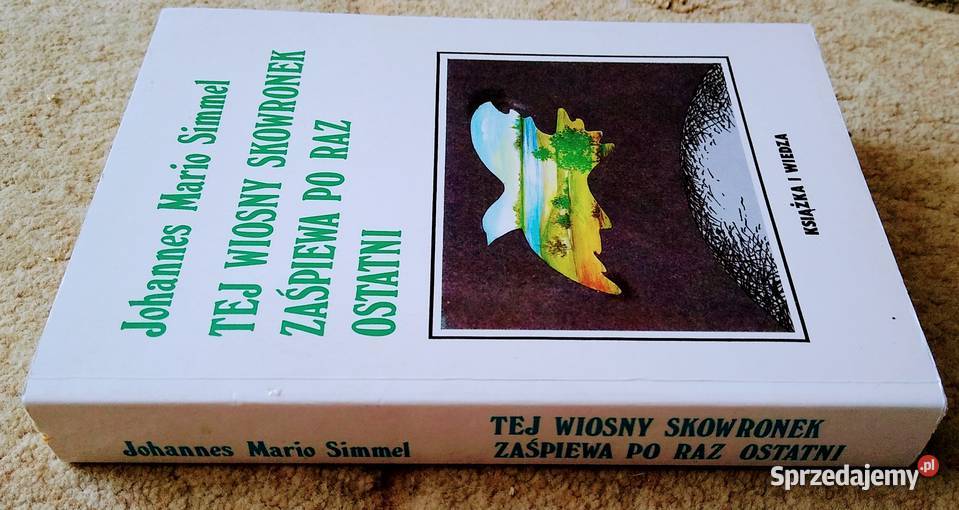 Johannes Mario Simmel
TEJ WIOSNY SKOWRONEK
ZAŚPIEWA PO RAZ
OSTATNI
KSIĄŻKA I WIEDZA
Johannes Mario Simmel
TEJ WIOSNY SKOWRONEK
ZAŚPIEWA PO RAZ OSTATNI
Sprzedajemy.pl